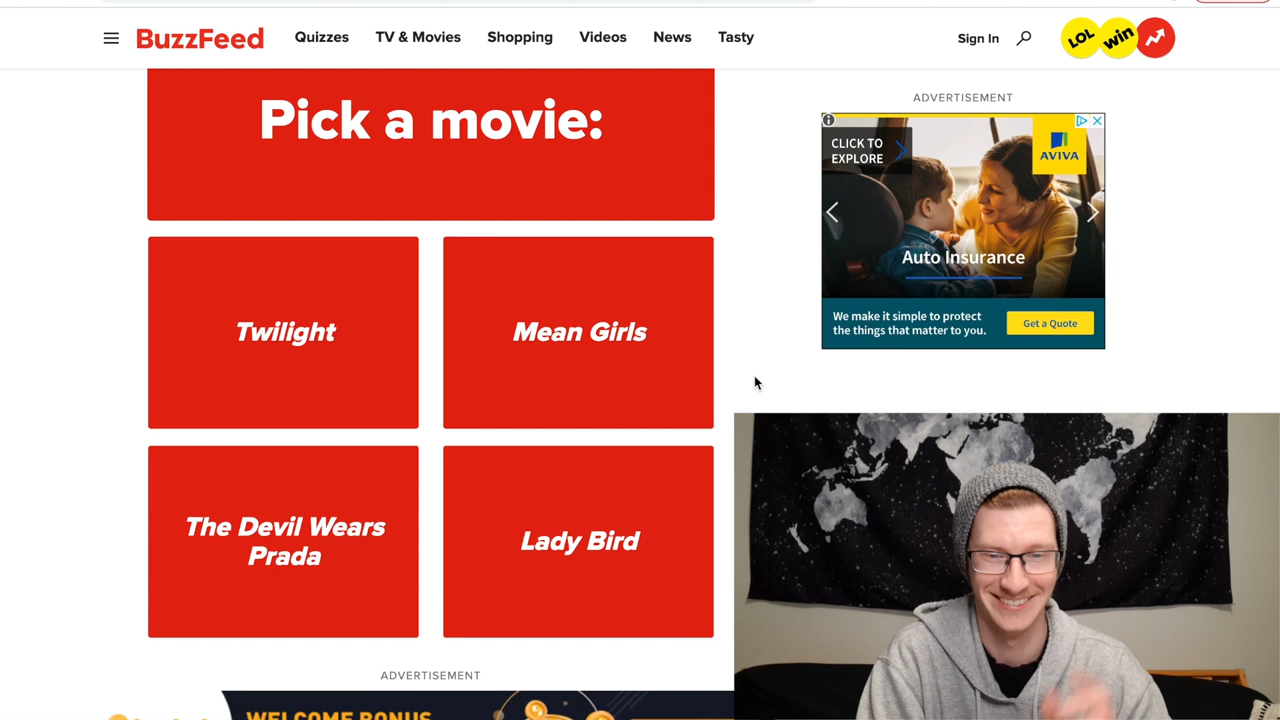 BuzzFeed
Quizzes TV & Movies Shopping Videos News Tasty
Sign In
LOL
win
Pick a movie:
Twilight
Mean Girls
The Devil Wears
Prada
Lady Bird
ADVERTISEMENT
CLICK TO
EXPLORE
AVIVA
Auto Insurance
We make it simple to protect
the things that matter to you.
Get a Quote
ADVERTISEMENT
WELCOME BONUS